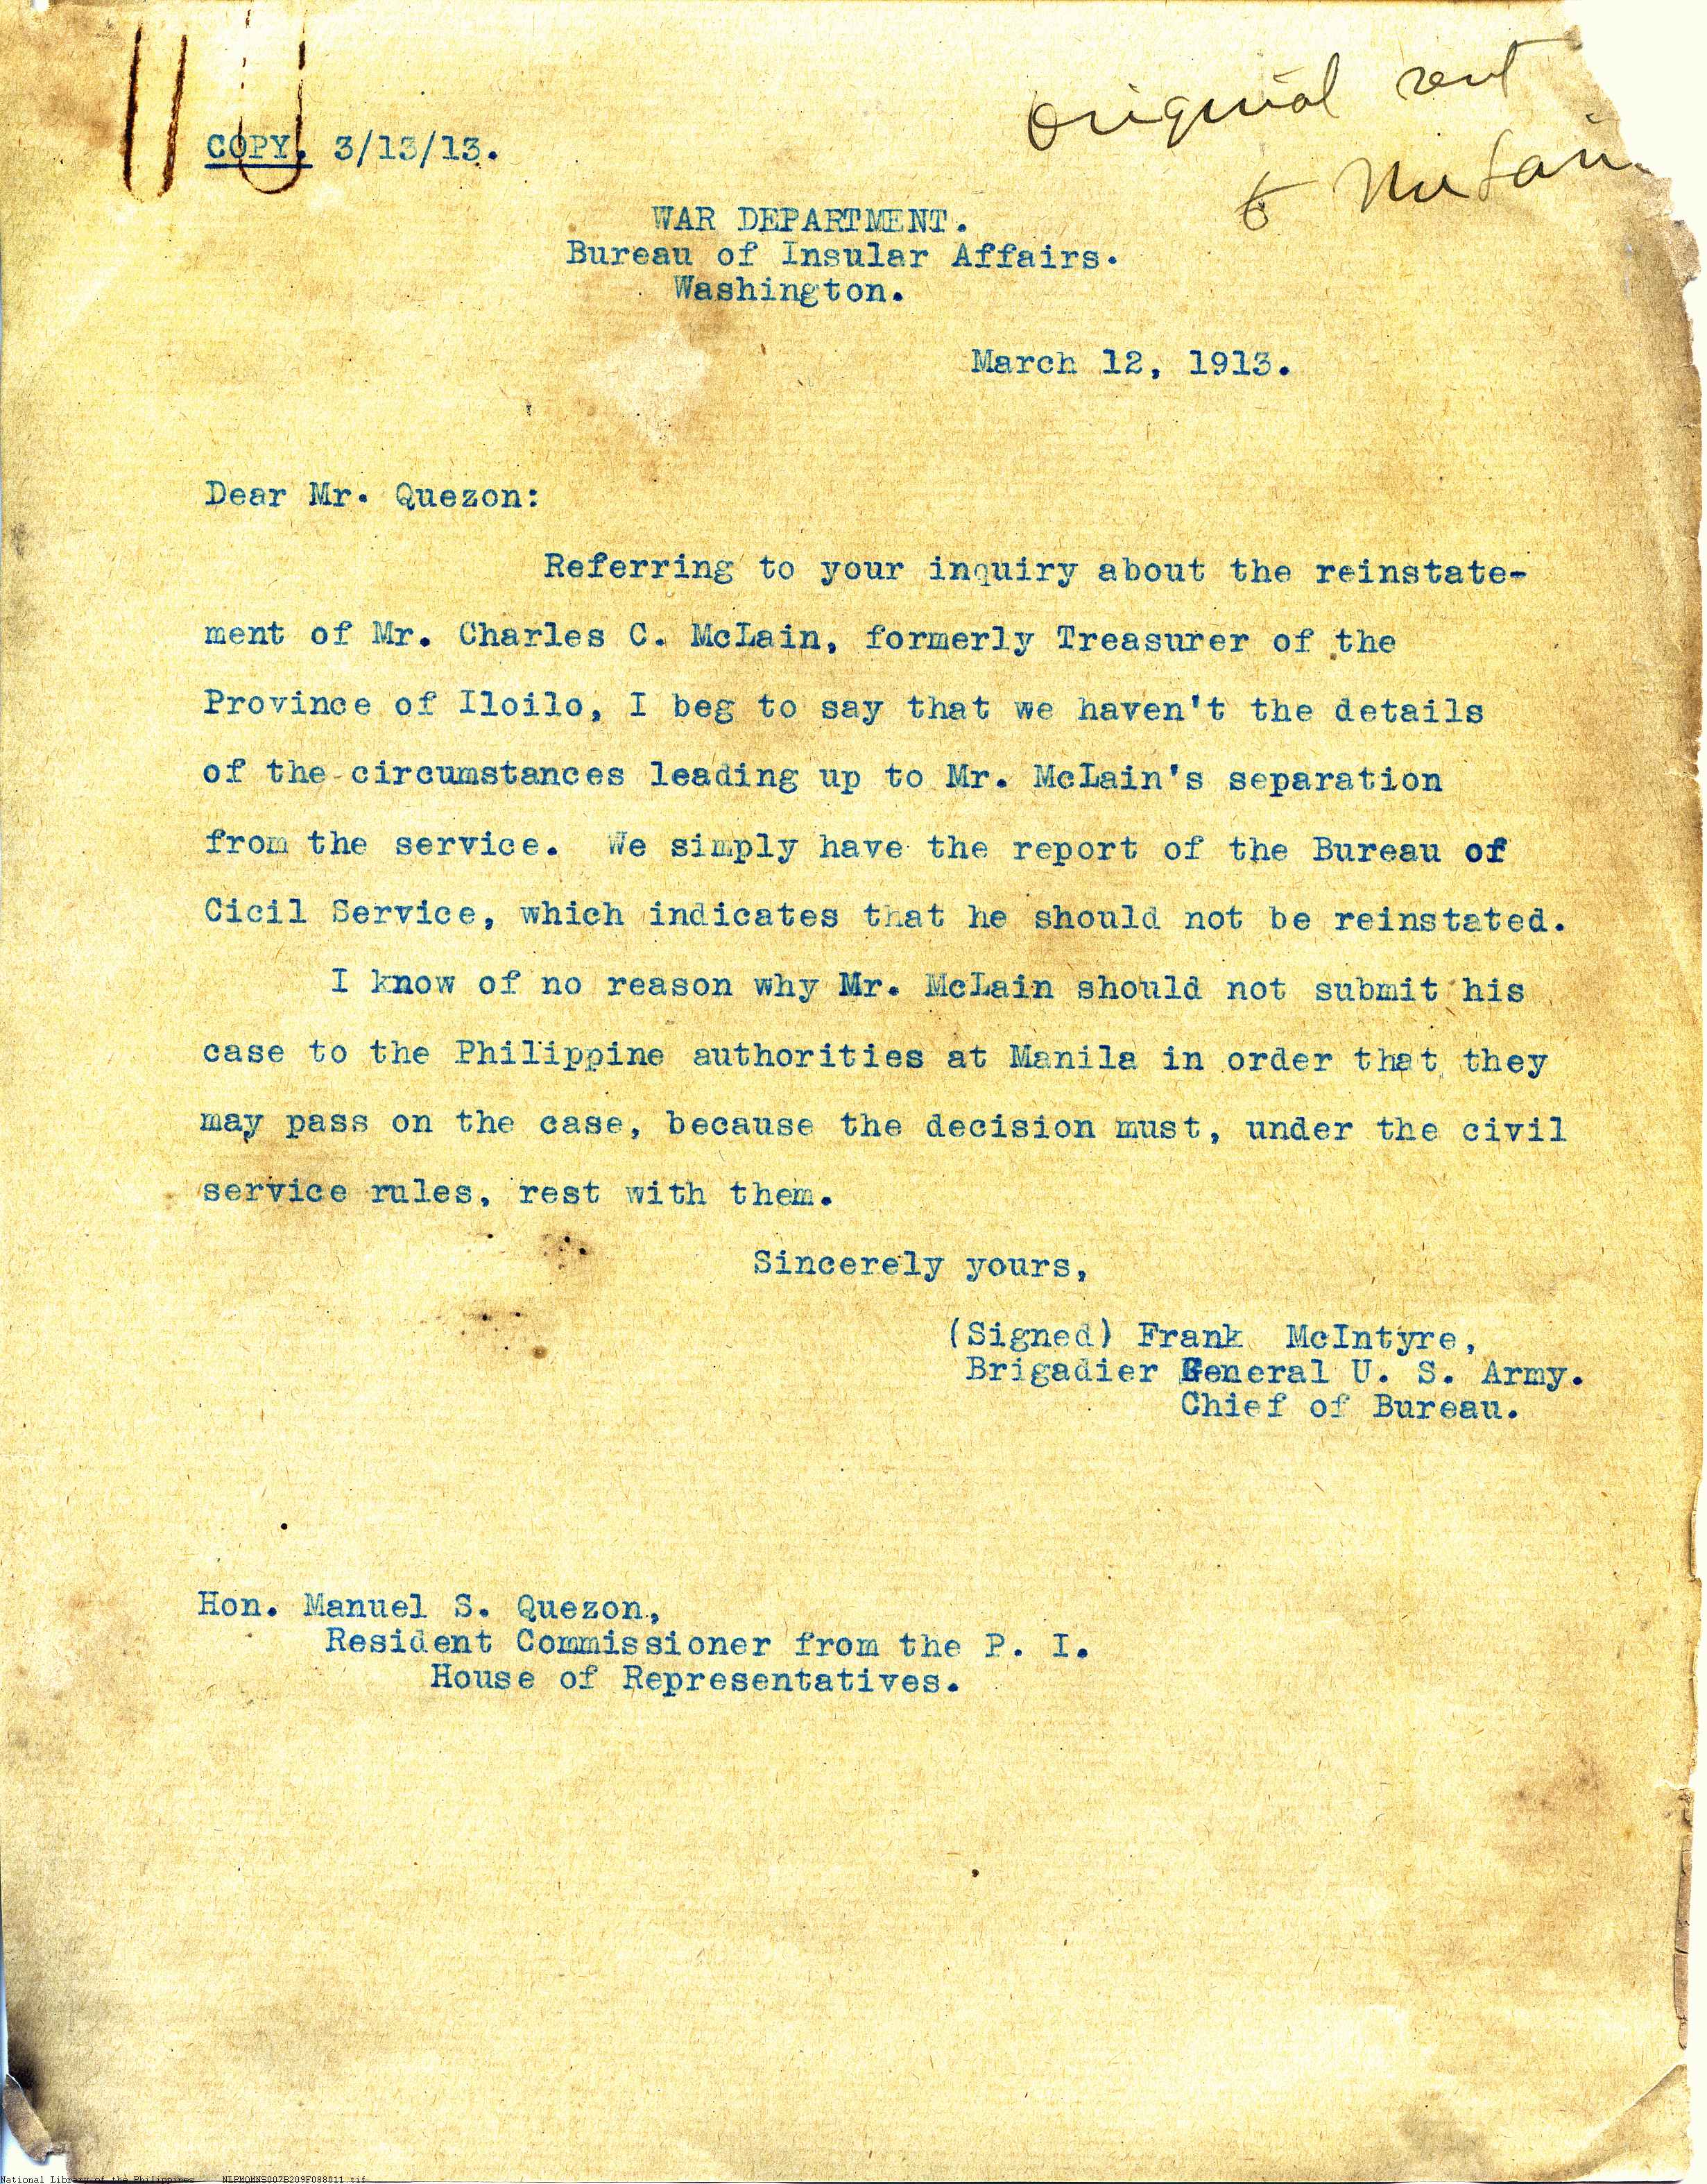 original sent
to McLain
COPY. 3/13/13.
WAR DEPARTMENT.
Bureau of Insular Affairs.
Washington.
March 12, 1913.
Dear Mr. Quezon:
Referring to your inquiry about the reinstate-
ment of Mr. Charles C. McLain, formerly Treasurer of the
Province of Iloilo, I beg to say that we haven't the details
of the circumstances leading up to Mr. McLain's separation
from the service. We simply have the report of the Bureau of
Cicil Service, which indicates that he should not be reinstated.
I know of no reason why Mr. McLain should not submit his
case to the Philippine authorities at Manila in order that they
may pass on the case, because the decision must, under the civil
service rules, rest with them.
Sincerely yours,
(Signed) Frank McIntyre,
Brigadier General U. S. Army.
Chief of Bureau.
Hon. Manuel S. Quezon,
Resident Commissioner from the P. I.
House of Representatives.
National Library of the Philippines NLPMQMNS007B209F088011.tif